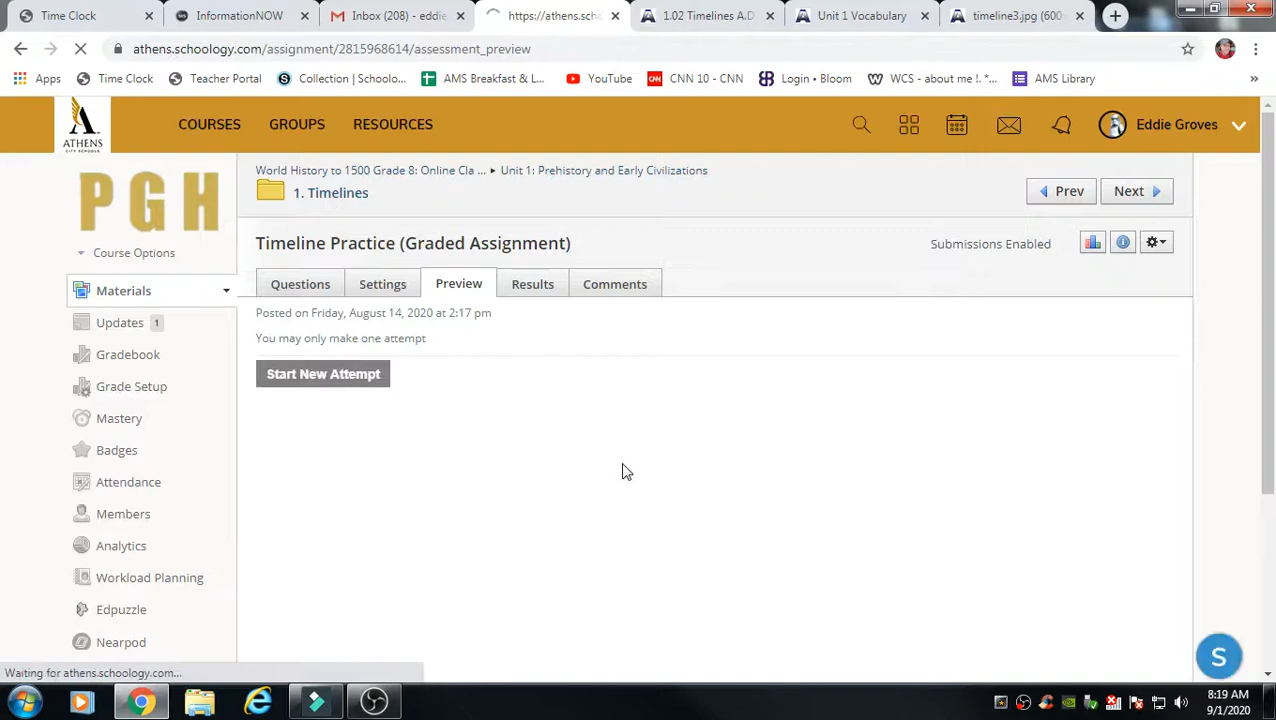 Time Clock
InformationNOW
Inbox (208) - eddie
https://athens.scho
1.02 Timelines A.D
Unit 1 Vocabulary
timeline3.jpg (600
athens.schoology.com/assignment/2815968614/assessment_preview
Apps
Time Clock
Teacher Portal
Collection | Schoolo...
AMS Breakfast & L...
YouTube
CNN 10 - CNN
Login • Bloom
WCS - about me !. *...
AMS Library
»
ATHENS
CITY SCHOOLS
COURSES
GROUPS
RESOURCES
Eddie Groves
PGH
Course Options
Materials
Updates 1
Gradebook
Grade Setup
Mastery
Badges
Attendance
Members
Analytics
Workload Planning
Edpuzzle
Nearpod
World History to 1500 Grade 8: Online Cla ... ▸ Unit 1: Prehistory and Early Civilizations
1. Timelines
Prev
Next
Timeline Practice (Graded Assignment)
Submissions Enabled
Questions
Settings
Preview
Results
Comments
Posted on Friday, August 14, 2020 at 2:17 pm
You may only make one attempt
Start New Attempt
S
Waiting for athens.schoology.com...
8:19 AM
9/1/2020